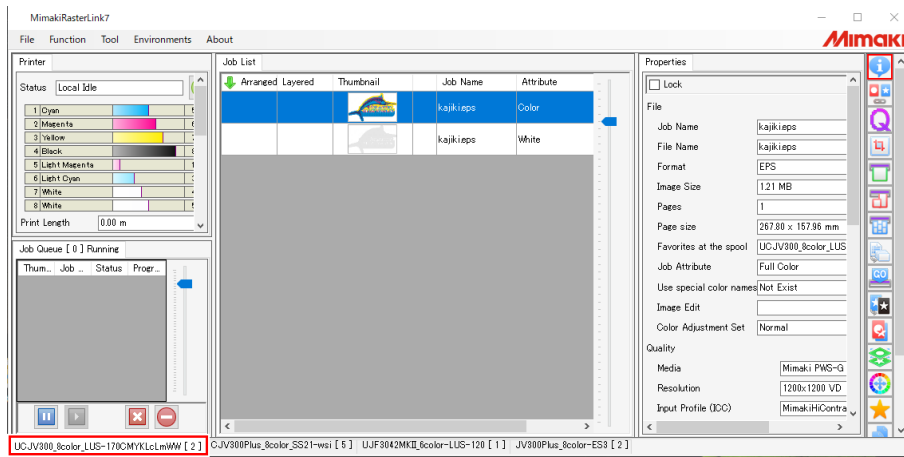 MimakiRasterLink7
File Function Tool Environments About
Mimaki
Printer
Status Local Idle
1 Cyan
2 Magenta
3 Yellow
4 Black
5 Light Magenta
6 Light Cyan
7 White
8 White
Print Length 0.00 m
Job Queue [ 0 ] Running
Thum... Job ... Status Progr...
Job List
Arranged Layered Thumbnail Job Name Attribute
kajiki.eps Color
kajiki.eps White
Properties
Lock
File
Job Name kajiki.eps
File Name kajiki.eps
Format EPS
Image Size 1.21 MB
Pages 1
Page size 267.80 x 157.96 mm
Favorites at the spool UCJV300_8color_LUS
Job Attribute Full Color
Use special color names Not Exist
Image Edit
Color Adjustment Set Normal
Quality
Media Mimaki PWS-G
Resolution 1200x1200 VD
Input Profile (ICC) MimakiHiContra
Q
GO
UCJV300_8color_LUS-170CMYKLcLmWW [ 2 ] CJV300Plus_8color_SS21-wsi [ 5 ] UJF3042MKII_6color-LUS-120 [ 1 ] JV300Plus_8color-ES3 [ 2 ]